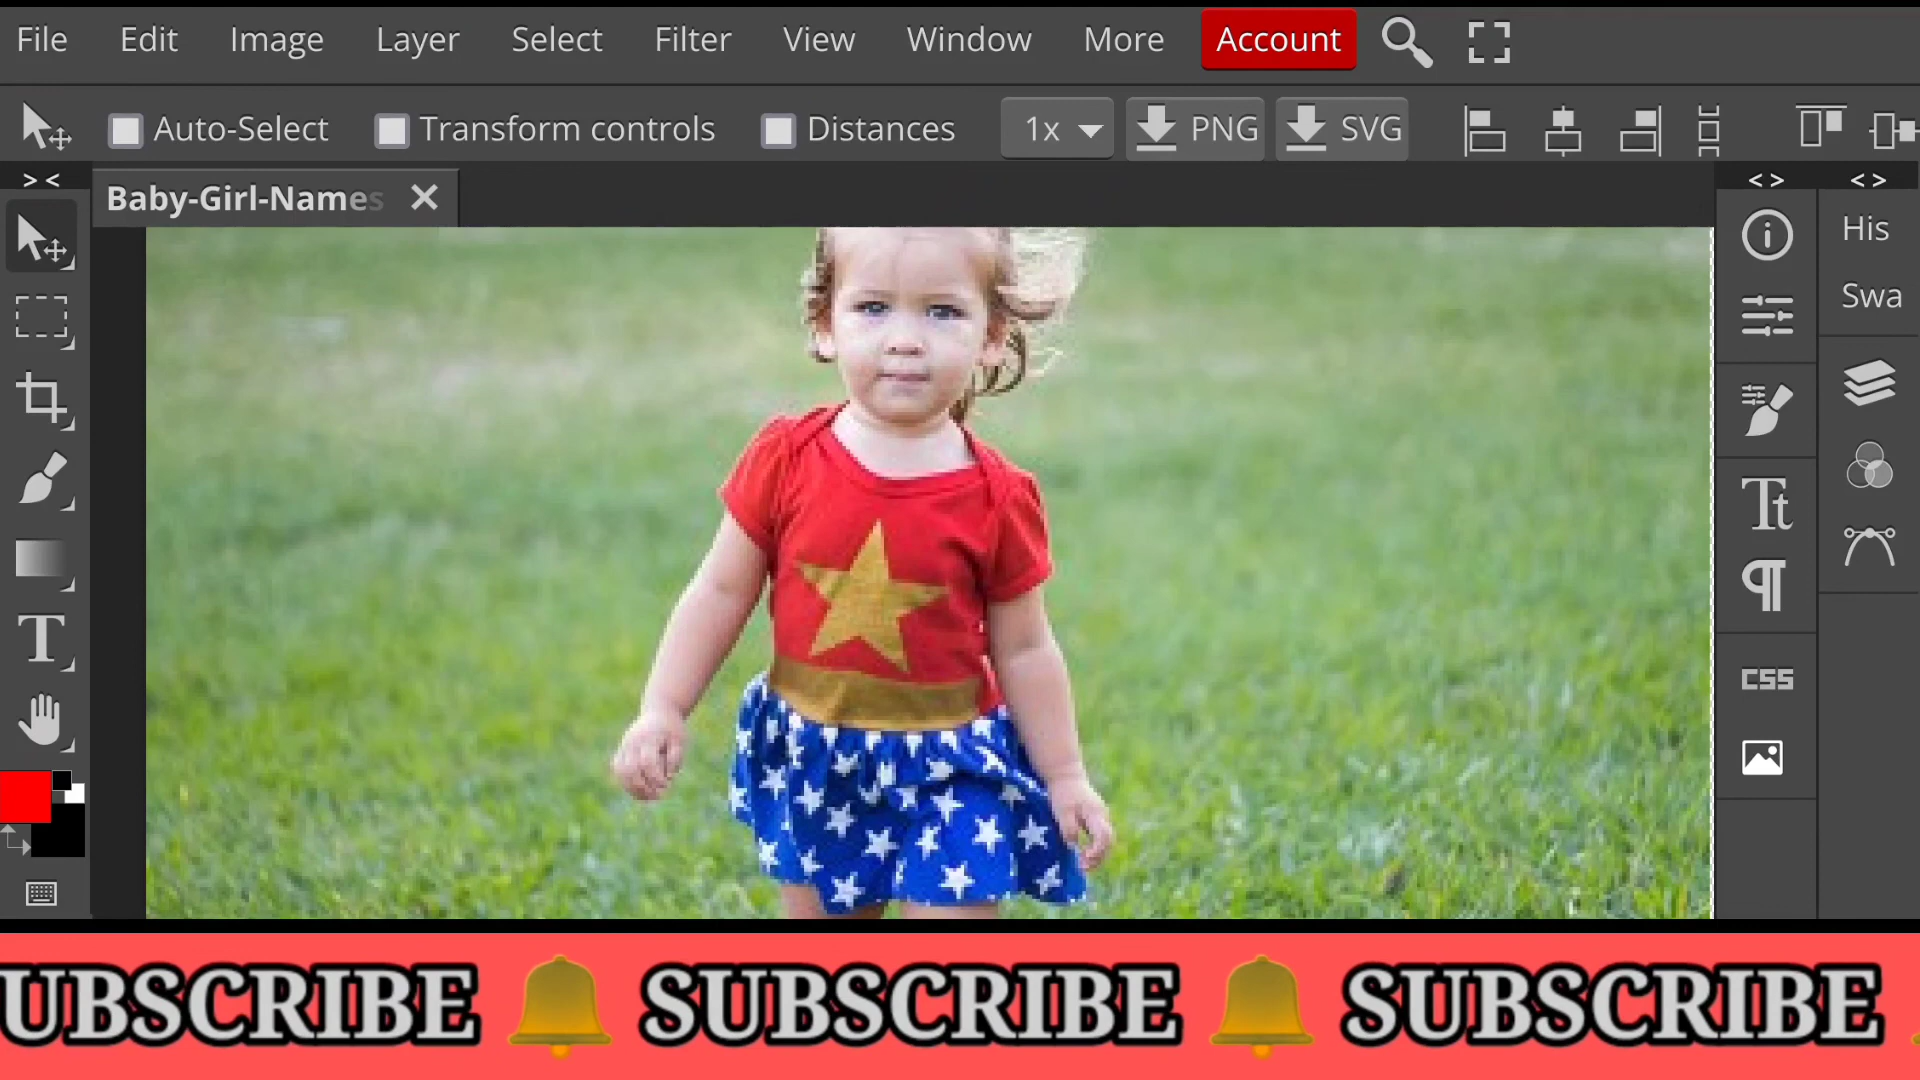 File Edit Image Layer Select Filter View Window More Account
Auto-Select Transform controls Distances 1x PNG SVG
> < Baby-Girl-Names < > < >
His
Swa
T
Tt
¶
CSS
UBSCRIBE SUBSCRIBE SUBSCRIBE